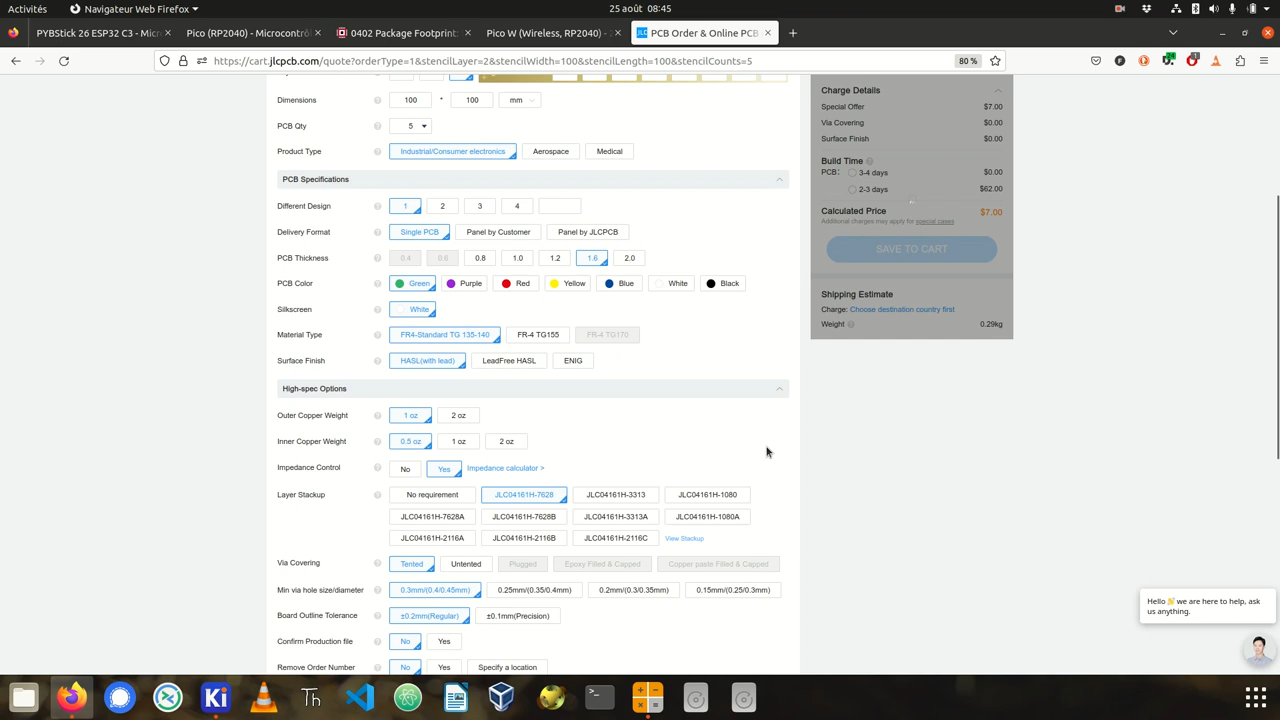 Activités
Navigateur Web Firefox
25 août 08:45
PYBStick26 ESP32-C3 - Micro
Pico (RP2040) - Microcontrôl
0402 Package Footprint:
Pico W (Wireless, RP2040) -
PCB Order & Online PCB
https://cart.jlcpcb.com/quote?orderType=1&stencilLayer=2&stencilWidth=100&stencilLength=100&stencilCounts=5
80 %
Dimensions 100 * 100 mm
PCB Qty 5
Product Type Industrial/Consumer electronics Aerospace Medical
PCB Specifications
Different Design 1 2 3 4
Delivery Format Single PCB Panel by Customer Panel by JLCPCB
PCB Thickness 0.4 0.6 0.8 1.0 1.2 1.6 2.0
PCB Color Green Purple Red Yellow Blue White Black
Silkscreen White
Material Type FR4-Standard TG 135-140 FR-4 TG155 FR-4 TG170
Surface Finish HASL(with lead) LeadFree HASL ENIG
High-spec Options
Outer Copper Weight 1 oz 2 oz
Inner Copper Weight 0.5 oz 1 oz 2 oz
Impedance Control No Yes Impedance calculator >
Layer Stackup No requirement JLC04161H-7628 JLC04161H-3313 JLC04161H-1080
JLC04161H-7628A JLC04161H-7628B JLC04161H-3313A JLC04161H-1080A
JLC04161H-2116A JLC04161H-2116B JLC04161H-2116C View Stackup
Via Covering Tented Untented Plugged Epoxy Filled & Capped Copper paste Filled & Capped
Min via hole size/diameter 0.3mm/(0.4/0.45mm) 0.25mm/(0.35/0.4mm) 0.2mm/(0.3/0.35mm) 0.15mm/(0.25/0.3mm)
Board Outline Tolerance ±0.2mm(Regular) ±0.1mm(Precision)
Confirm Production file No Yes
Remove Order Number No Yes Specify a location
Charge Details
Special Offer $7.00
Via Covering $0.00
Surface Finish $0.00
Build Time
PCB: 3-4 days $0.00
2-3 days $62.00
Calculated Price $7.00
Additional charges may apply for special cases
SAVE TO CART
Shipping Estimate
Charge: Choose destination country first
Weight 0.29kg
Hello 👋 we are here to help, ask
us anything.